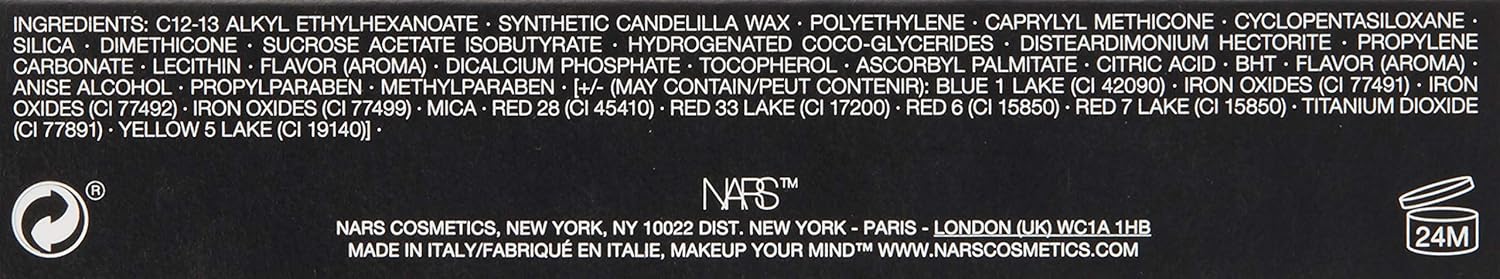 INGREDIENTS: C12-13 ALKYL ETHYLHEXANOATE · SYNTHETIC CANDELILLA WAX · POLYETHYLENE · CAPRYLYL METHICONE · CYCLOPENTASILOXANE ·
SILICA · DIMETHICONE · SUCROSE ACETATE ISOBUTYRATE · HYDROGENATED COCO-GLYCERIDES · DISTEARDIMONIUM HECTORITE · PROPYLENE
CARBONATE · LECITHIN · FLAVOR (AROMA) · DICALCIUM PHOSPHATE · TOCOPHEROL · ASCORBYL PALMITATE · CITRIC ACID · BHT · FLAVOR (AROMA) ·
ANISE ALCOHOL · PROPYLPARABEN · METHYLPARABEN · [+/- (MAY CONTAIN/PEUT CONTENIR): BLUE 1 LAKE (CI 42090) · IRON OXIDES (CI 77491) · IRON
OXIDES (CI 77492) · IRON OXIDES (CI 77499) · MICA · RED 28 (CI 45410) · RED 33 LAKE (CI 17200) · RED 6 (CI 15850) · RED 7 LAKE (CI 15850) · TITANIUM DIOXIDE
(CI 77891) · YELLOW 5 LAKE (CI 19140)] ·
®
NARS™
NARS COSMETICS, NEW YORK, NY 10022 DIST. NEW YORK - PARIS - LONDON (UK) WC1A 1HB
MADE IN ITALY/FABRIQUÉ EN ITALIE, MAKEUP YOUR MIND™ WWW.NARSCOSMETICS.COM
24M